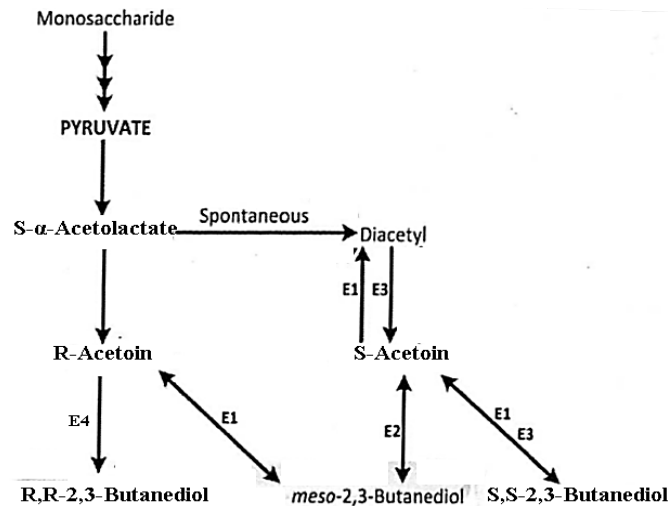 Monosaccharide
PYRUVATE
S-α-Acetolactate
Spontaneous
Diacetyl
E1
E3
R-Acetoin
S-Acetoin
E4
E1
E2
E1
E3
R,R-2,3-Butanediol
meso-2,3-Butanediol
S,S-2,3-Butanediol